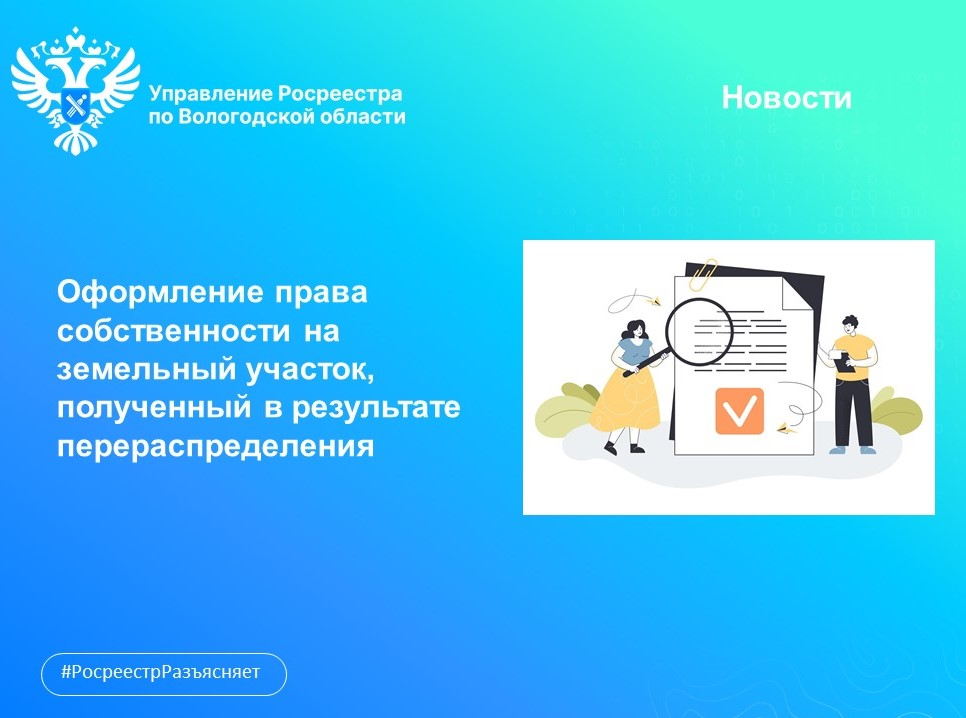 Управление Росреестра
по Вологодской области
Новости
Оформление права
собственности на
земельный участок,
полученный в результате
перераспределения
#РосреестрРазъясняет